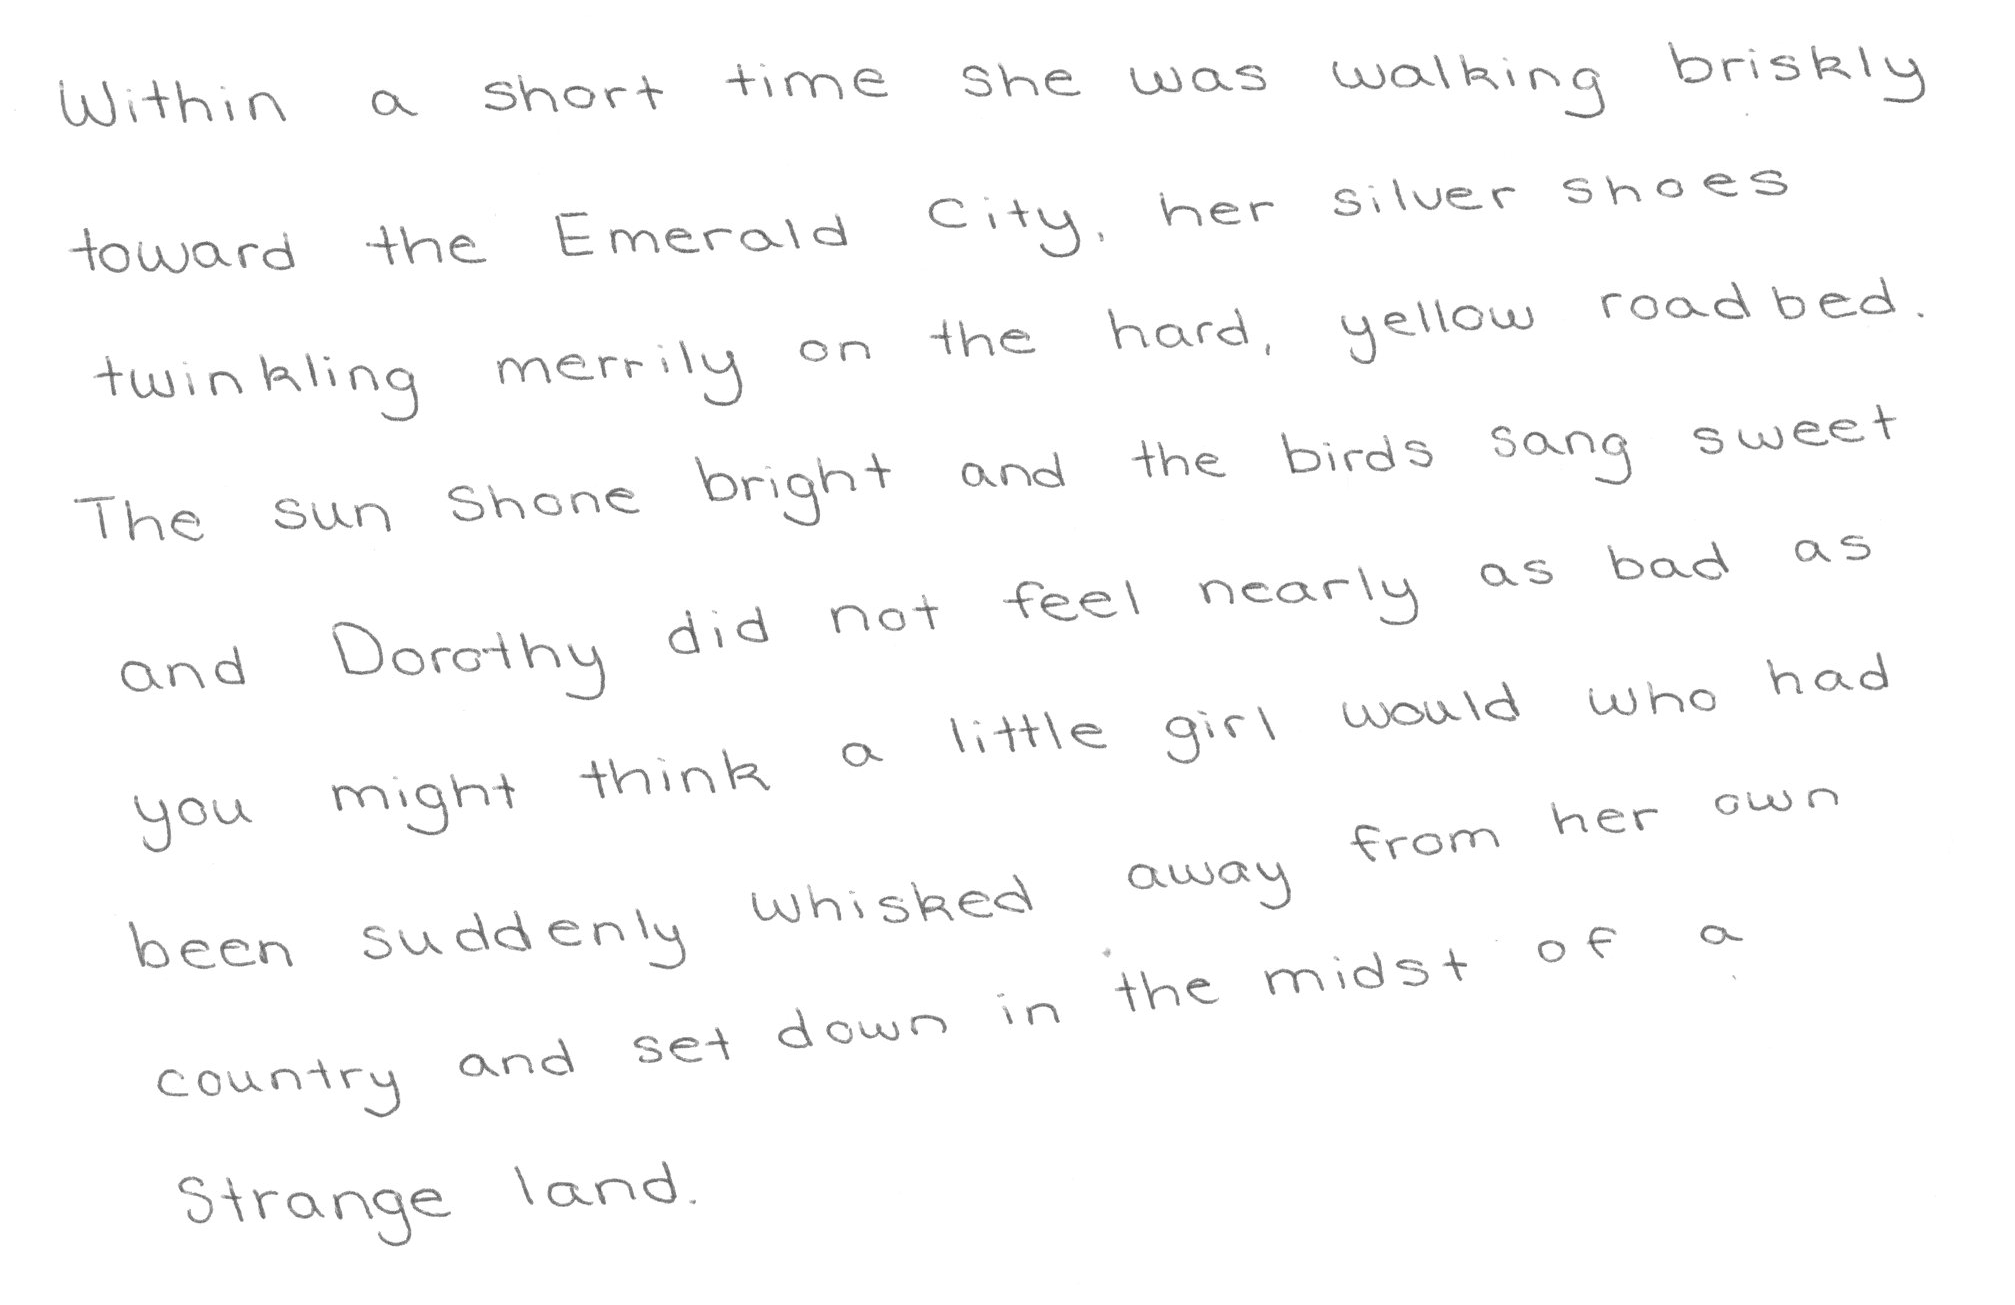 Within a short time she was walking briskly
toward the Emerald City, her silver shoes
twinkling merrily on the hard, yellow roadbed.
The sun shone bright and the birds sang sweet
and Dorothy did not feel nearly as bad as
you might think a little girl would who had
been suddenly whisked away from her own
country and set down in the midst of a
strange land.